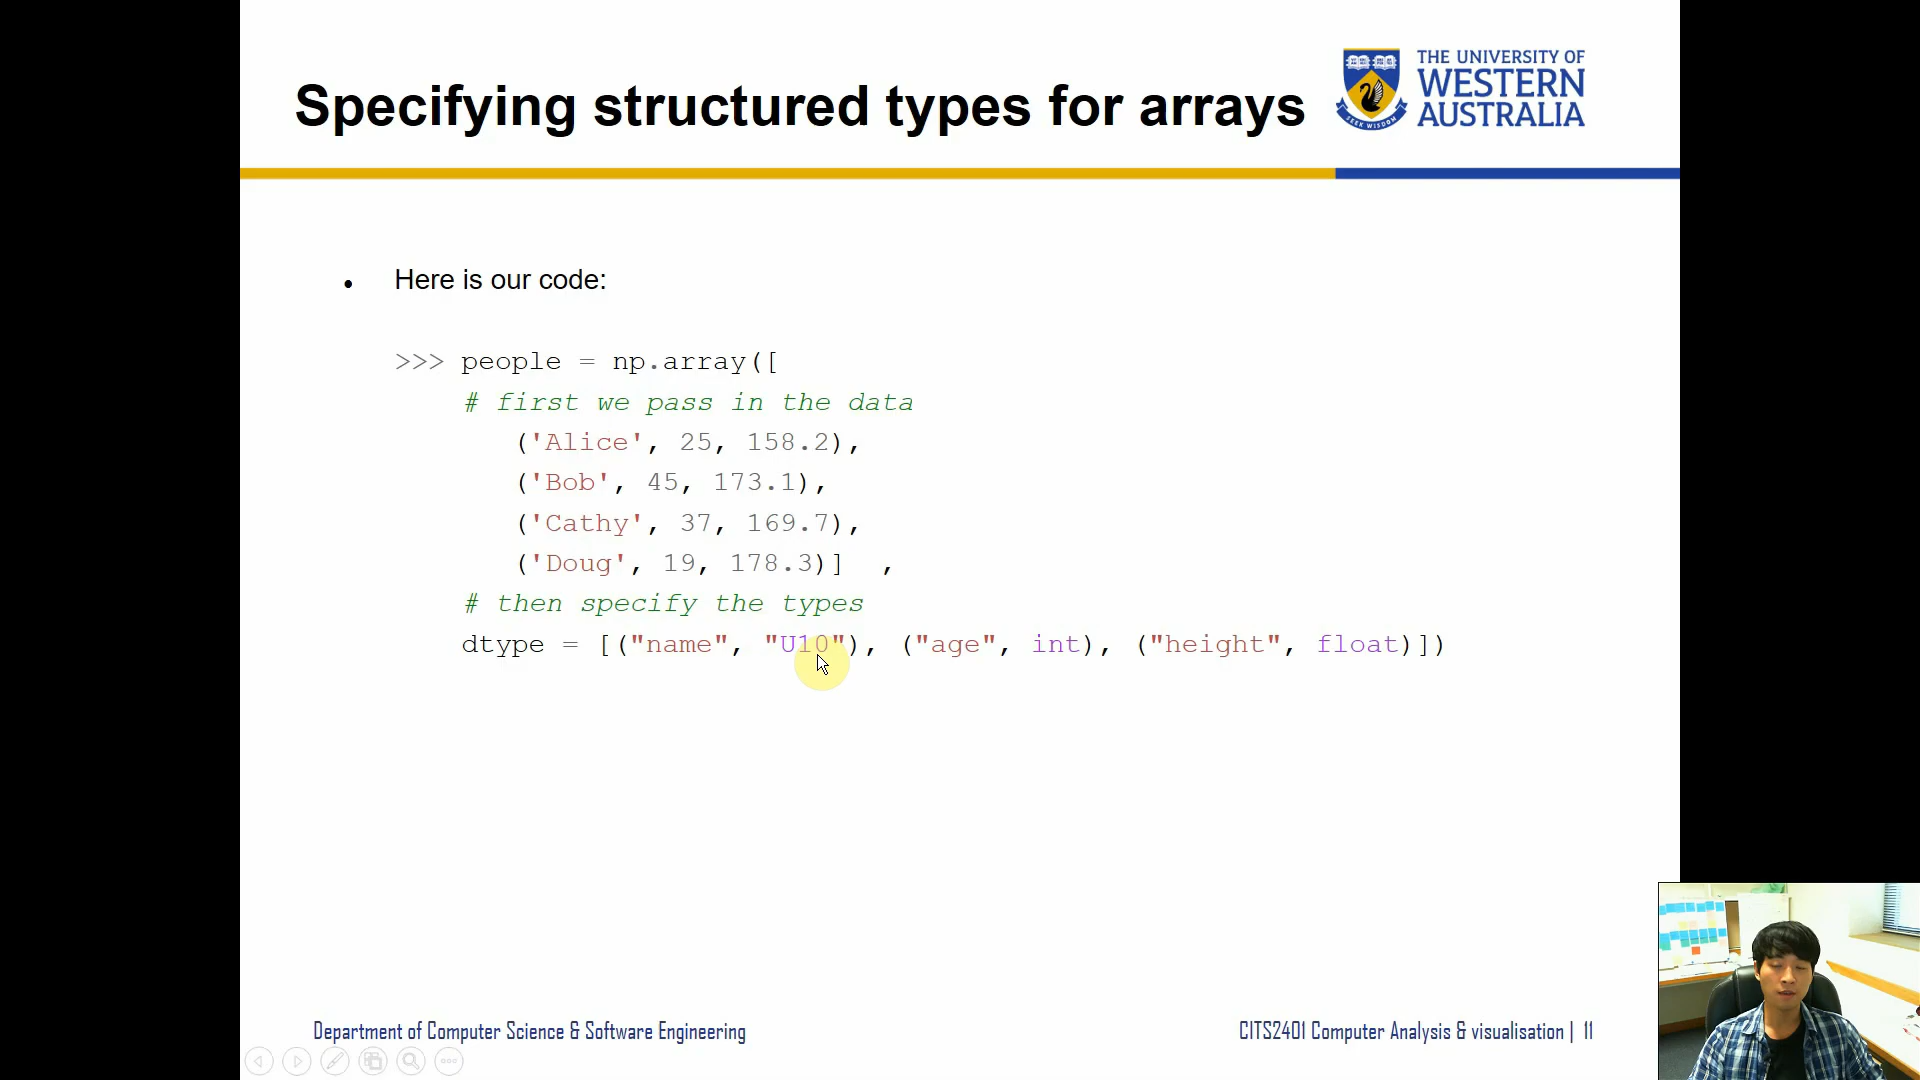 Specifying structured types for arrays
THE UNIVERSITY OF
WESTERN
AUSTRALIA
SEEK WISDOM
• Here is our code:
>>> people = np.array([
# first we pass in the data
('Alice', 25, 158.2),
('Bob', 45, 173.1),
('Cathy', 37, 169.7),
('Doug', 19, 178.3)] ,
# then specify the types
dtype = [("name", "U10"), ("age", int), ("height", float)])
Department of Computer Science & Software Engineering
CITS2401 Computer Analysis & visualisation | 11